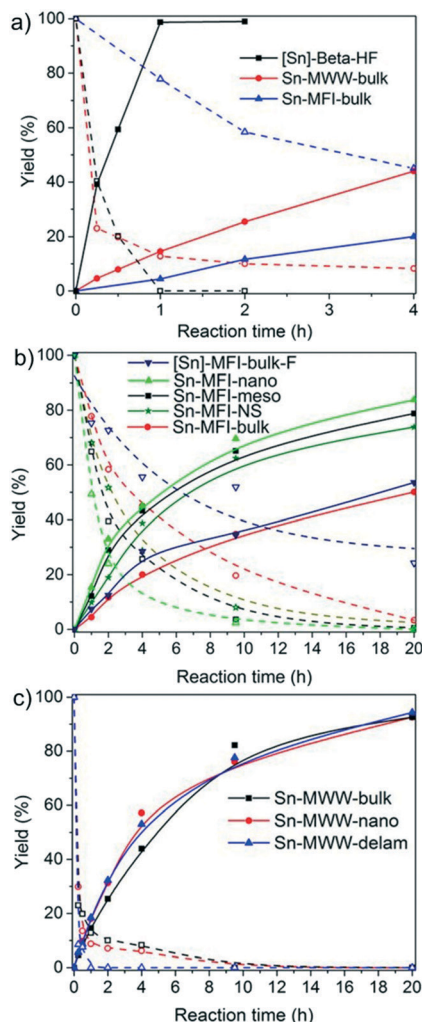 a)
[Sn]-Beta-HF
Sn-MWW-bulk
Sn-MFI-bulk
Yield (%)
100
80
60
40
20
0
0 1 2 3 4
Reaction time (h)
b)
[Sn]-MFI-bulk-F
Sn-MFI-nano
Sn-MFI-meso
Sn-MFI-NS
Sn-MFI-bulk
Yield (%)
100
80
60
40
20
0
0 2 4 6 8 10 12 14 16 18 20
Reaction time (h)
c)
Sn-MWW-bulk
Sn-MWW-nano
Sn-MWW-delam
Yield (%)
100
80
60
40
20
0
0 2 4 6 8 10 12 14 16 18 20
Reaction time (h)